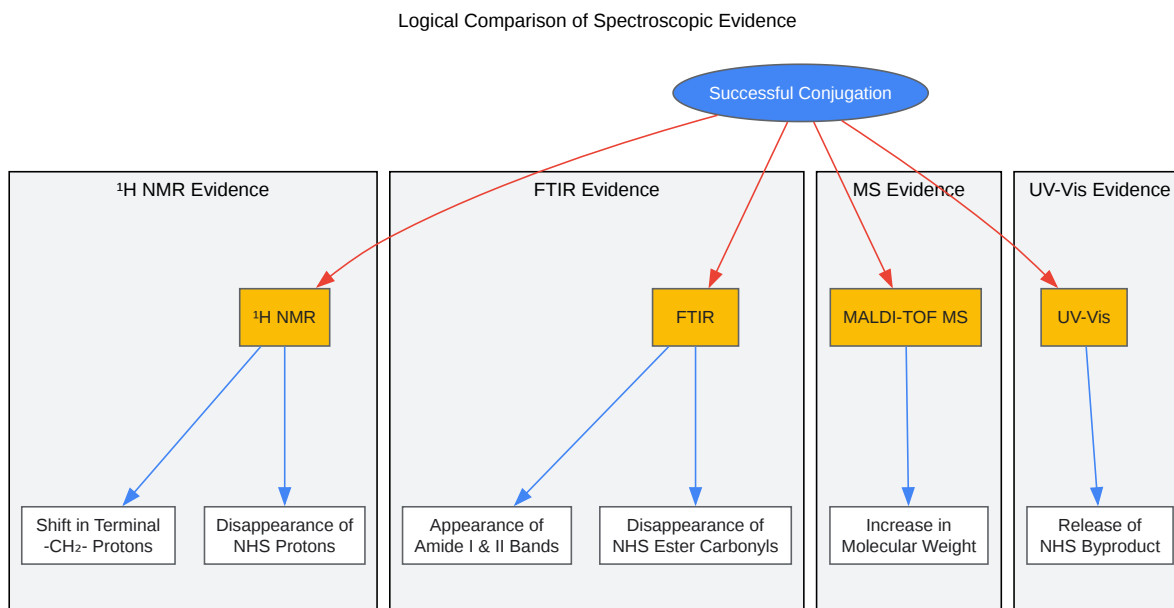 Logical Comparison of Spectroscopic Evidence
Successful Conjugation
¹H NMR Evidence
FTIR Evidence
MS Evidence
UV-Vis Evidence
¹H NMR
FTIR
MALDI-TOF MS
UV-Vis
Shift in Terminal
-CH₂- Protons
Disappearance of
NHS Protons
Appearance of
Amide I & II Bands
Disappearance of
NHS Ester Carbonyls
Increase in
Molecular Weight
Release of
NHS Byproduct